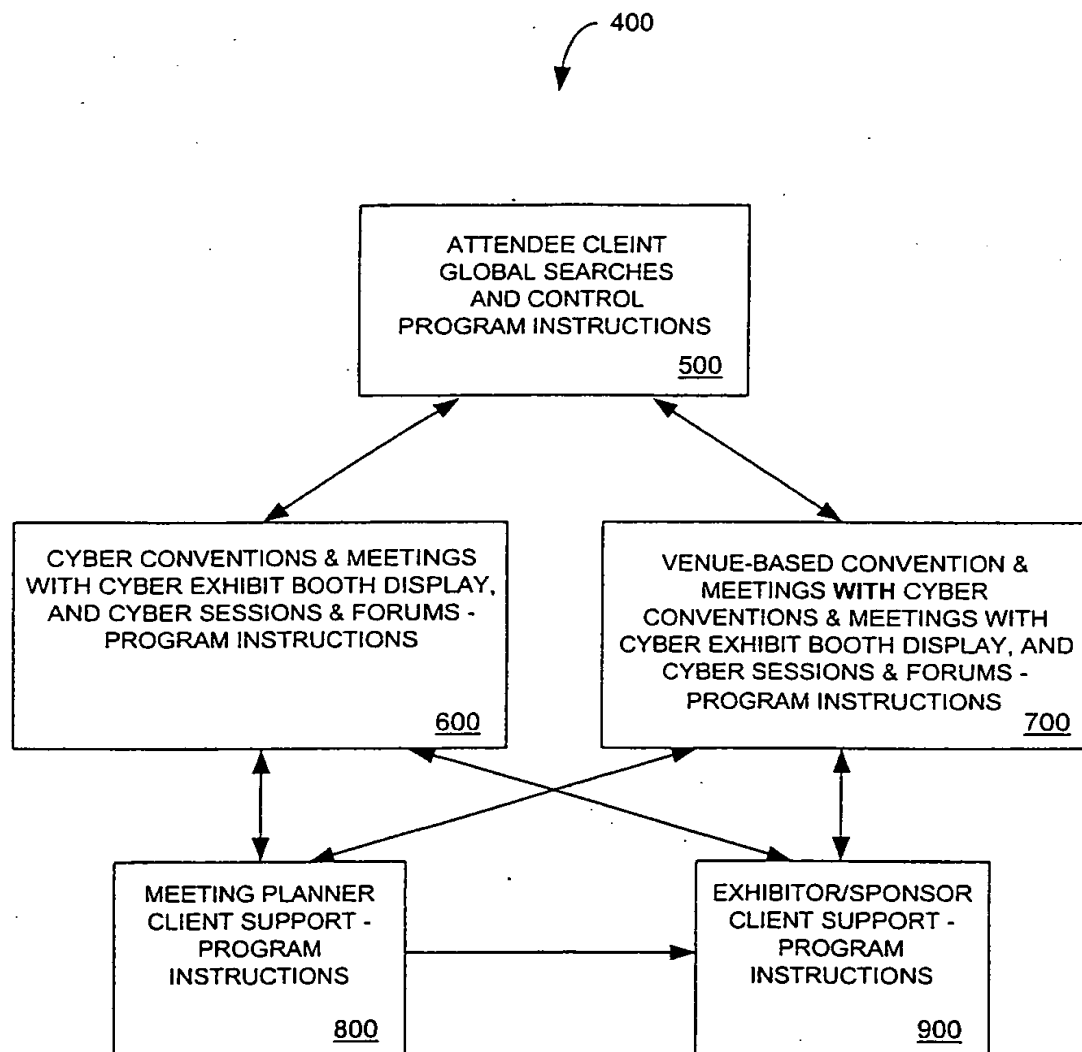 400
ATTENDEE CLEINT
GLOBAL SEARCHES
AND CONTROL
PROGRAM INSTRUCTIONS
500
CYBER CONVENTIONS & MEETINGS
WITH CYBER EXHIBIT BOOTH DISPLAY,
AND CYBER SESSIONS & FORUMS -
PROGRAM INSTRUCTIONS
600
VENUE-BASED CONVENTION &
MEETINGS WITH CYBER
CONVENTIONS & MEETINGS WITH
CYBER EXHIBIT BOOTH DISPLAY, AND
CYBER SESSIONS & FORUMS -
PROGRAM INSTRUCTIONS
700
MEETING PLANNER
CLIENT SUPPORT -
PROGRAM
INSTRUCTIONS
800
EXHIBITOR/SPONSOR
CLIENT SUPPORT -
PROGRAM
INSTRUCTIONS
900